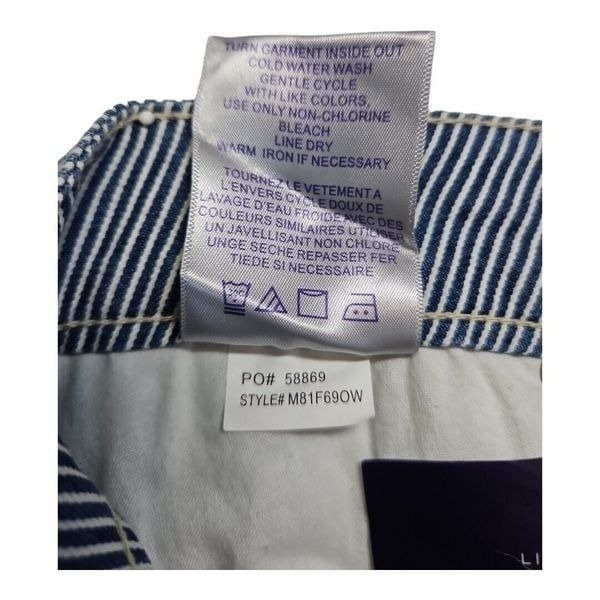 TURN GARMENT INSIDE OUT
COLD WATER WASH
GENTLE CYCLE
WITH LIKE COLORS,
USE ONLY NON-CHLORINE
BLEACH
LINE DRY
WARM IRON IF NECESSARY
TOURNEZ LE VETEMENT A
L'ENVERS CYCLE DOUX DE
LAVAGE D'EAU FROIDE AVEC DES
COULEURS SIMILAIRES UTILISER
UN JAVELLISANT NON CHLORE
UNGE SECHE REPASSER FER
TIEDE SI NECESSAIRE
PO# 58869
STYLE# M81F69OW
LI